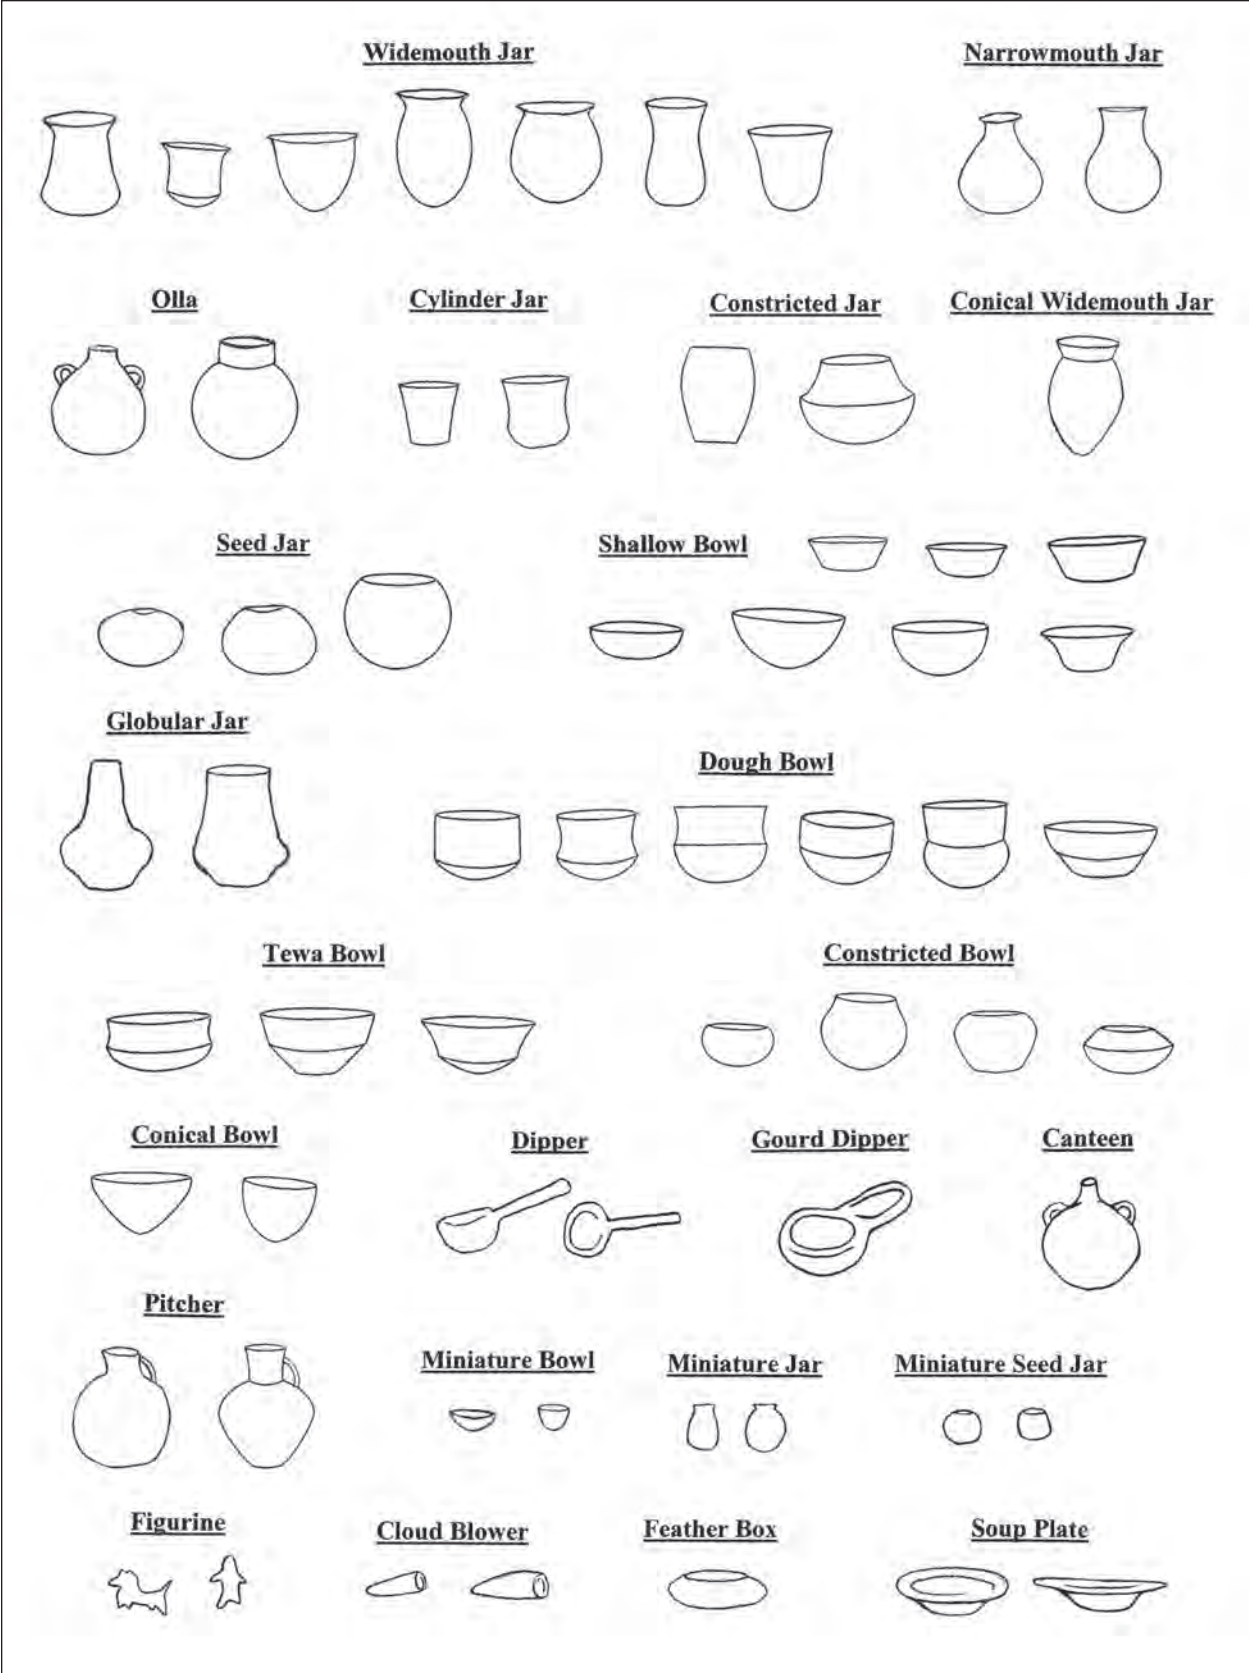 Widemouth Jar
Narrowmouth Jar
Olla
Cylinder Jar
Constricted Jar
Conical Widemouth Jar
Seed Jar
Shallow Bowl
Globular Jar
Dough Bowl
Tewa Bowl
Constricted Bowl
Conical Bowl
Dipper
Gourd Dipper
Canteen
Pitcher
Miniature Bowl
Miniature Jar
Miniature Seed Jar
Figurine
Cloud Blower
Feather Box
Soup Plate